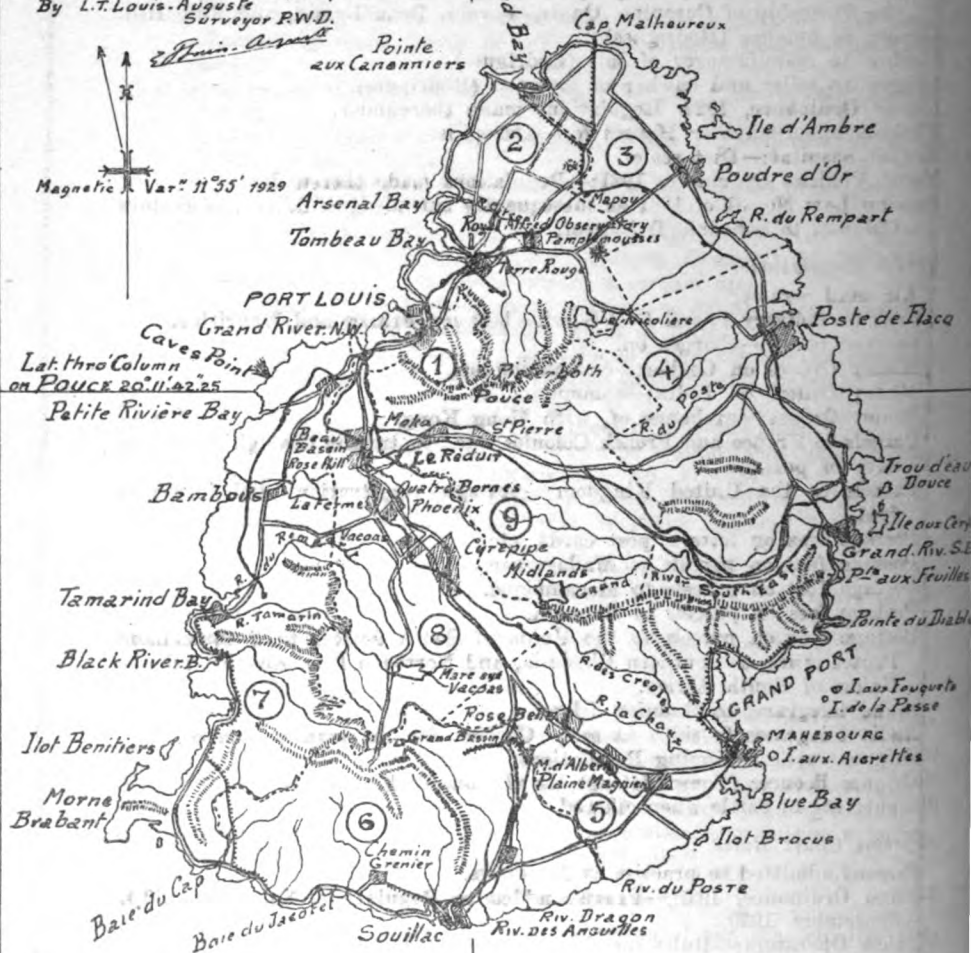 By L.T. Louis-Auguste
Surveyor P.W.D.
Pointe
aux Canonniers
Cap Malheureux
Bay
Magnetic Varⁿ 11°55' 1929
Ile d'Ambre
Poudre d'Or
R. du Rempart
Arsenal Bay
Tombeau Bay
2
3
Mapou
Royal Alfred Observatory
Pamplemousses
Terre Rouge
PORT LOUIS
Grand River N.W.
Caves Point
La Nicoliere
Poste de Flacq
Lat. thro' Column
on POUCE 20°11'42".25
1
Pieter Both
Pouce
4
R. du Poste
Petite Rivière Bay
Moka
St Pierre
Beau
Bassin
Rose Hill
Le Réduit
Trou d'eau
Douce
Bambous
Quatre Bornes
La Ferme
Phoenix
9
Ile aux Cerfs
R. du Rempart
Vacoas
Curepipe
Midlands
Grand. Riv. S.E.
Grand River South East
Pte aux Feuilles
Tamarind Bay
R. Tamarin
Pointe du Diable
8
Black River B.
R. des Creoles
GRAND PORT
Mare aux
Vacoas
R. la Chaux
I. aux Fouquets
I. de la Passe
7
Rose Belle
Grand Bassin
MAHEBOURG
I. aux Aigrettes
Ilot Benitiers
M. d'Albert
Plaine Magnien
Morne
Brabant
Blue Bay
6
5
Ilot Brocus
Chemin
Grenier
Riv. du Poste
Baie du Cap
Baie du Jacotet
Souillac
Riv. Dragon
Riv. des Anguilles